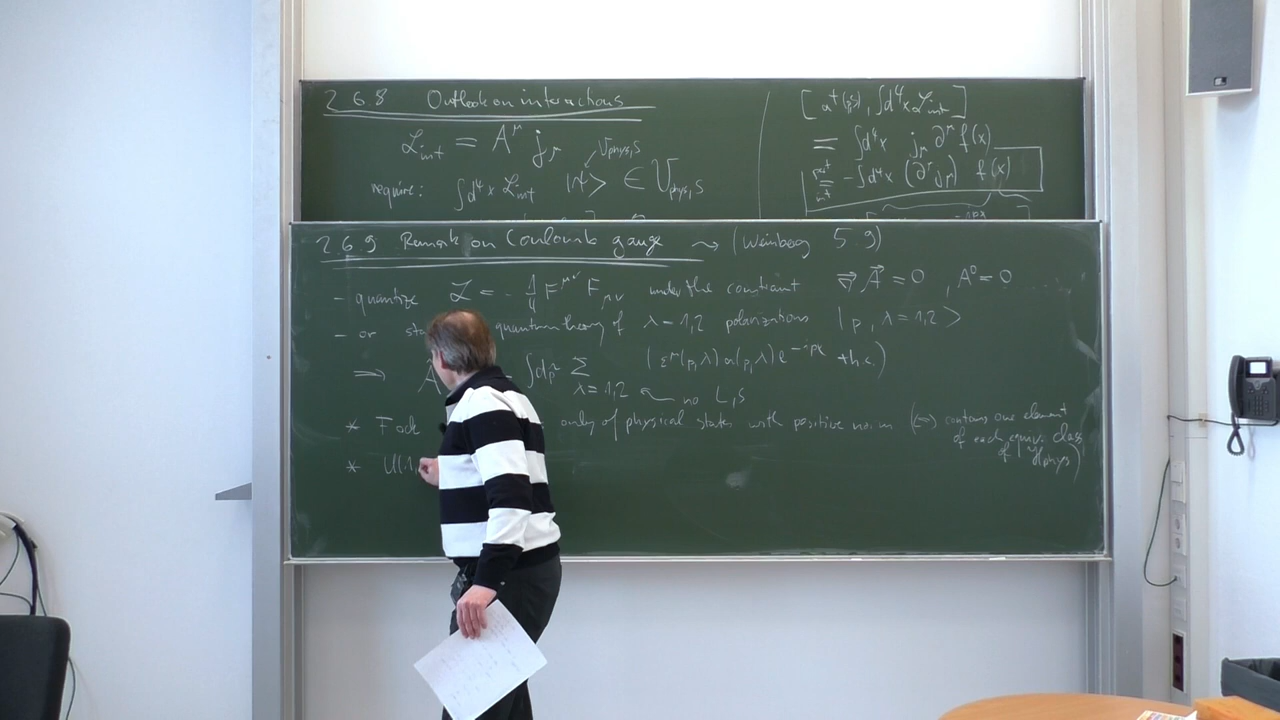 2.6.8 Outlook on interactions
ℒ_int = A^μ j_μ
V_phys,S
require: ∫d⁴x ℒ_int |ψ> ∈ V_phys,S
[a†(p,S), ∫d⁴x ℒ_int]
= ∫d⁴x j_μ ∂^μ f(x)
part int = -∫d⁴x (∂^μ j_μ) f(x)
2.6.9 Remark on Coulomb gauge ⇝ (Weinberg 5.9)
- quantize ℒ = -1/4 F^μν F_μν under the constraint ∇⃗A⃗ = 0, A⁰ = 0
- or quantum theory of λ = 1,2 polarizations |p, λ = 1,2>
⇒ A ∫dp̃ Σ (ε^μ(p,λ) a(p,λ) e^-ipx + h.c.)
λ = 1,2 ← no L,S
* Fock only of physical states with positive norm (⇔ contains one element
of each equiv. class
of ℋ_phys)
* U(1,